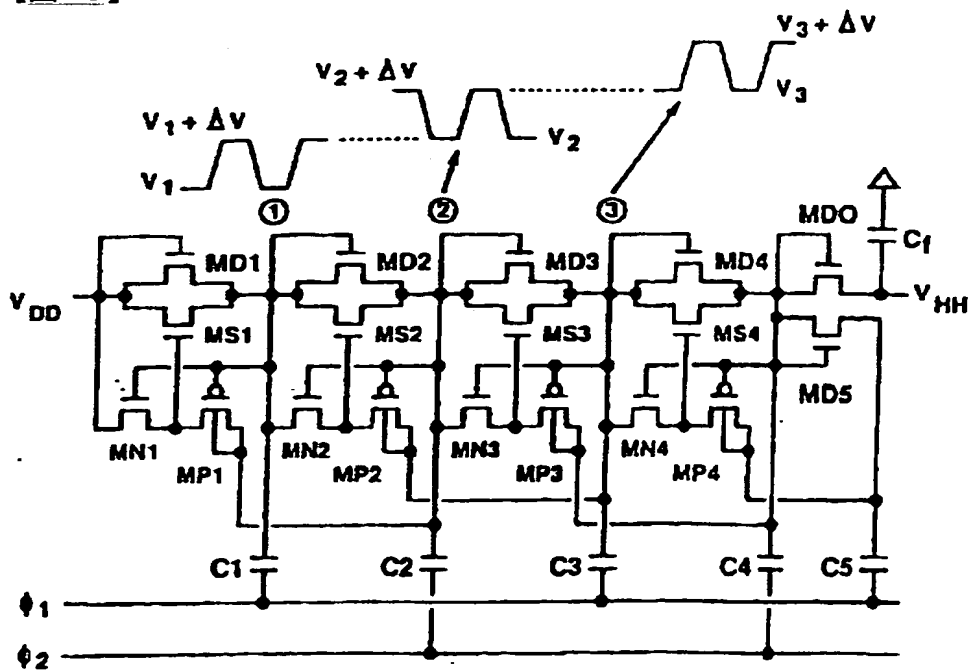 V3 + ΔV
V2 + ΔV
V3
V1 + ΔV
V2
V1
① ② ③
MD1 MD2 MD3 MD4 MDO Cf
VDD VHH
MS1 MS2 MS3 MS4
MD5
MN1 MN2 MN3 MN4
MP1 MP2 MP3 MP4
C1 C2 C3 C4 C5
ϕ1
ϕ2